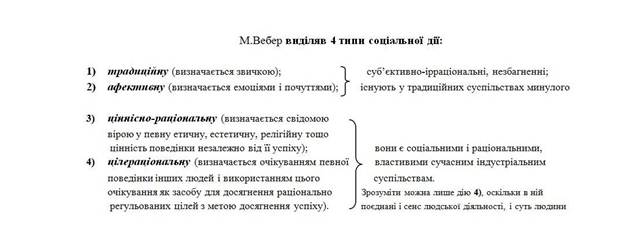 М.Вебер виділяв 4 типи соціальної дії:
1) традиційну (визначається звичкою);
2) афективну (визначається емоціями і почуттями);
суб’єктивно-ірраціональні, незбагненні;
існують у традиційних суспільствах минулого
3) ціннісно-раціональну (визначається свідомою
вірою у певну етичну, естетичну, релігійну тощо
цінність поведінки незалежно від її успіху);
4) цілераціональну (визначається очікуванням певної
поведінки інших людей і використанням цього
очікування як засобу для досягнення раціонально
регульованих цілей з метою досягнення успіху).
вони є соціальними і раціональними,
властивими сучасним індустріальним
суспільствам.
Зрозуміти можна лише дію 4), оскільки в ній
поєднані і сенс людської діяльності, і суть людини